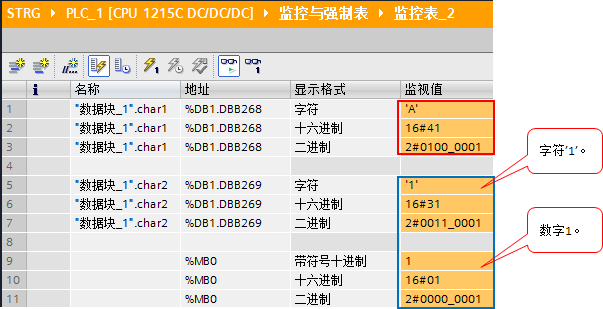 STRG ▸ PLC_1 [CPU 1215C DC/DC/DC] ▸ 监控与强制表 ▸ 监控表_2
i 名称 地址 显示格式 监视值
1 "数据块_1".char1 %DB1.DBB268 字符 'A'
2 "数据块_1".char1 %DB1.DBB268 十六进制 16#41
3 "数据块_1".char1 %DB1.DBB268 二进制 2#0100_0001
4
5 "数据块_1".char2 %DB1.DBB269 字符 '1'
6 "数据块_1".char2 %DB1.DBB269 十六进制 16#31
7 "数据块_1".char2 %DB1.DBB269 二进制 2#0011_0001
8
9 %MB0 带符号十进制 1
10 %MB0 十六进制 16#01
11 %MB0 二进制 2#0000_0001
字符‘1’。
数字1。